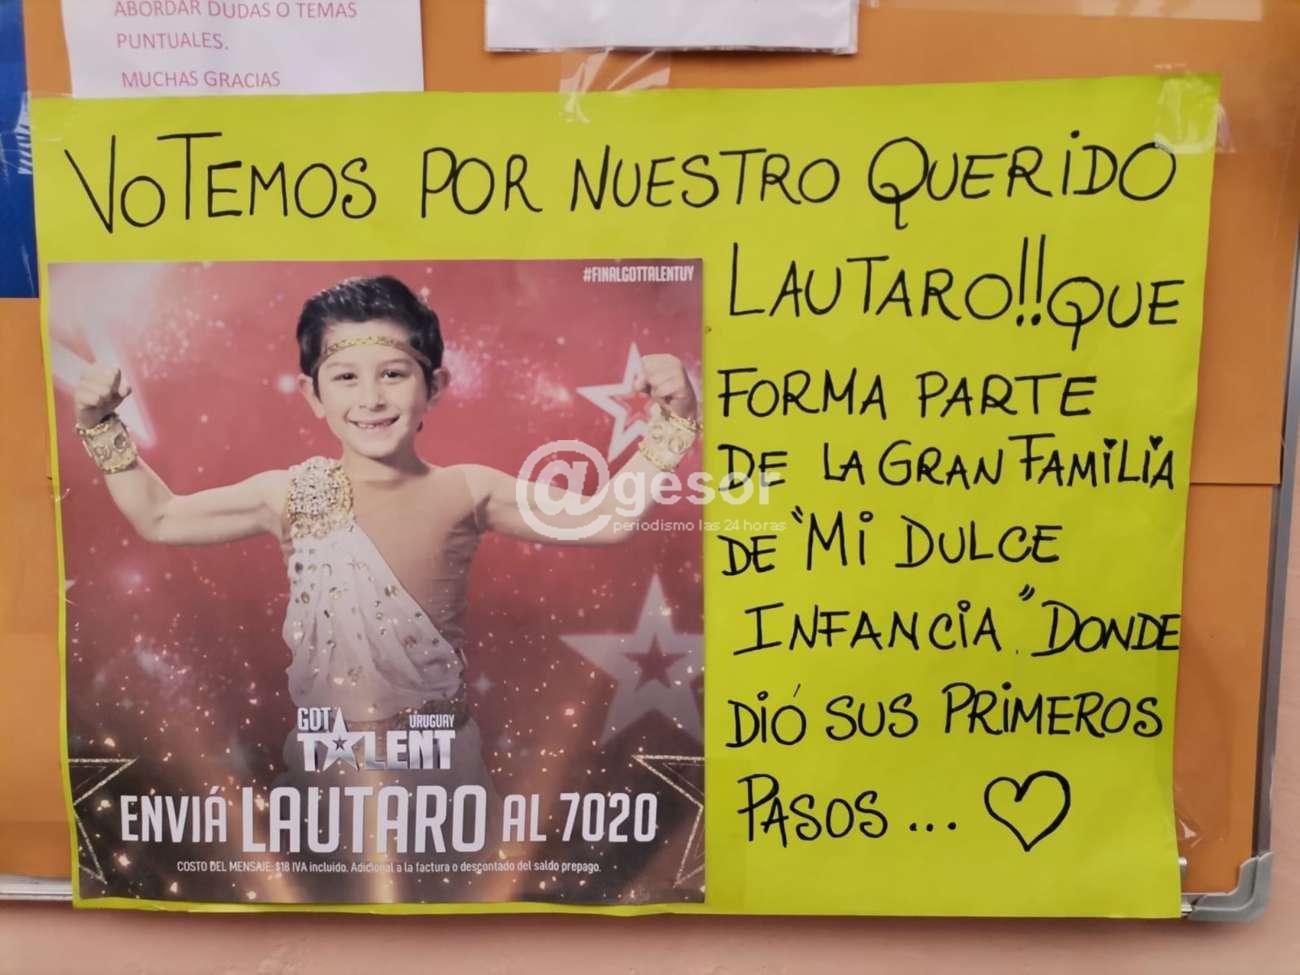 ABORDAR DUDAS O TEMAS
PUNTUALES.
MUCHAS GRACIAS
VOTEMOS POR NUESTRO QUERIDO
LAUTARO!! QUE
FORMA PARTE
DE LA GRAN FAMILIA
DE "MI DULCE
INFANCIA." DONDE
DIÓ SUS PRIMEROS
PASOS...
#FINALGOTTALENTUY
@gesor
periodismo las 24 horas
GOT URUGUAY
TALENT
ENVIÁ LAUTARO AL 7020
COSTO DEL MENSAJE: $18 IVA incluido. Adicional a la factura o descontado del saldo prepago.